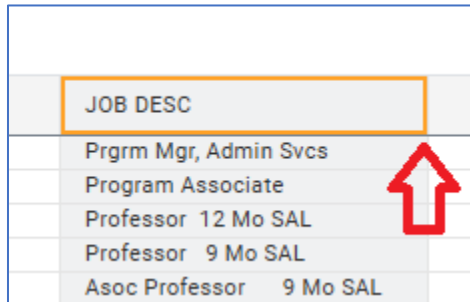 JOB DESC
Prgrm Mgr, Admin Svcs
Program Associate
Professor 12 Mo SAL
Professor 9 Mo SAL
Asoc Professor 9 Mo SAL